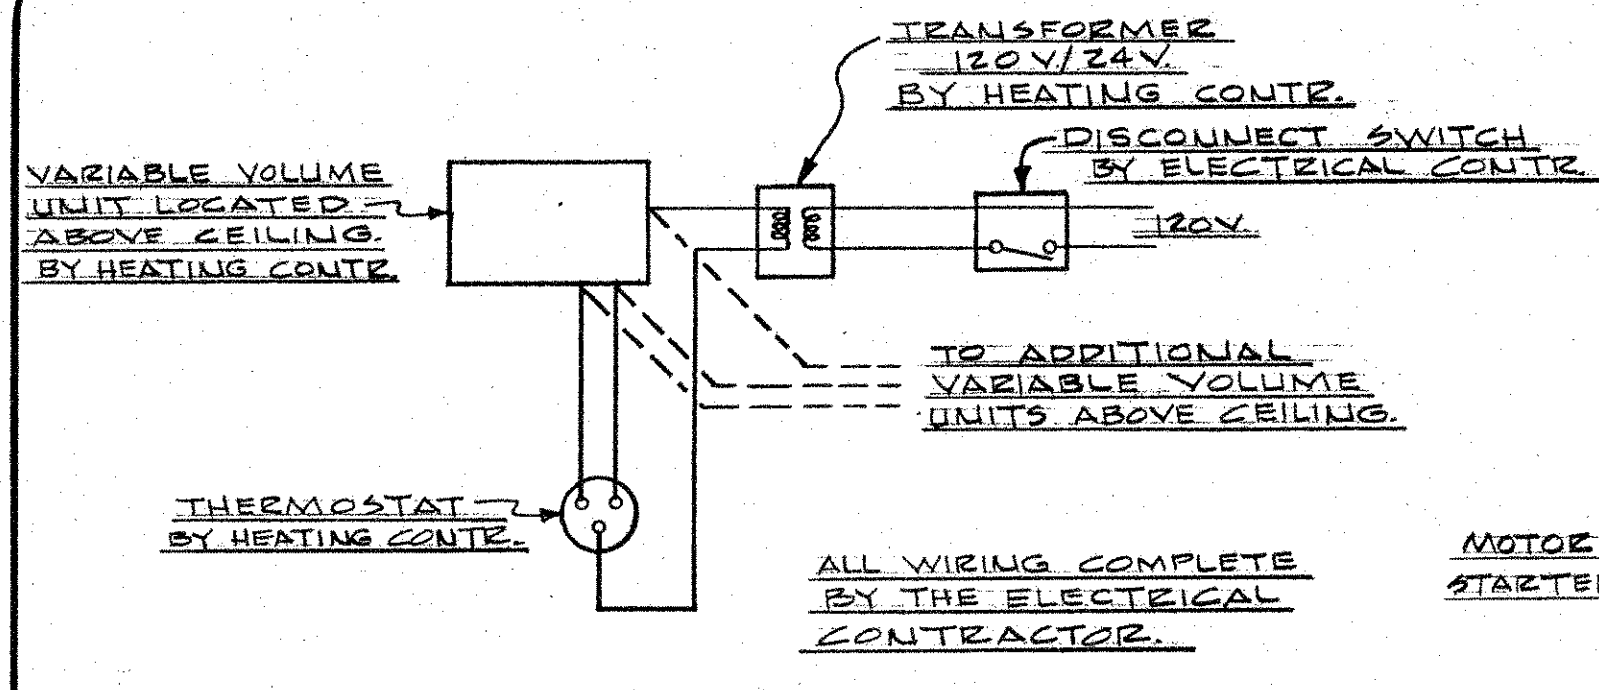 TRANSFORMER
120 V/24V.
BY HEATING CONTR.
DISCONNECT SWITCH
BY ELECTRICAL CONTR.
VARIABLE VOLUME
UNIT LOCATED
ABOVE CEILING.
BY HEATING CONTR.
120V.
TO ADDITIONAL
VARIABLE VOLUME
UNITS ABOVE CEILING.
THERMOSTAT
BY HEATING CONTR.
ALL WIRING COMPLETE
BY THE ELECTRICAL
CONTRACTOR.
MOTOR
STARTE